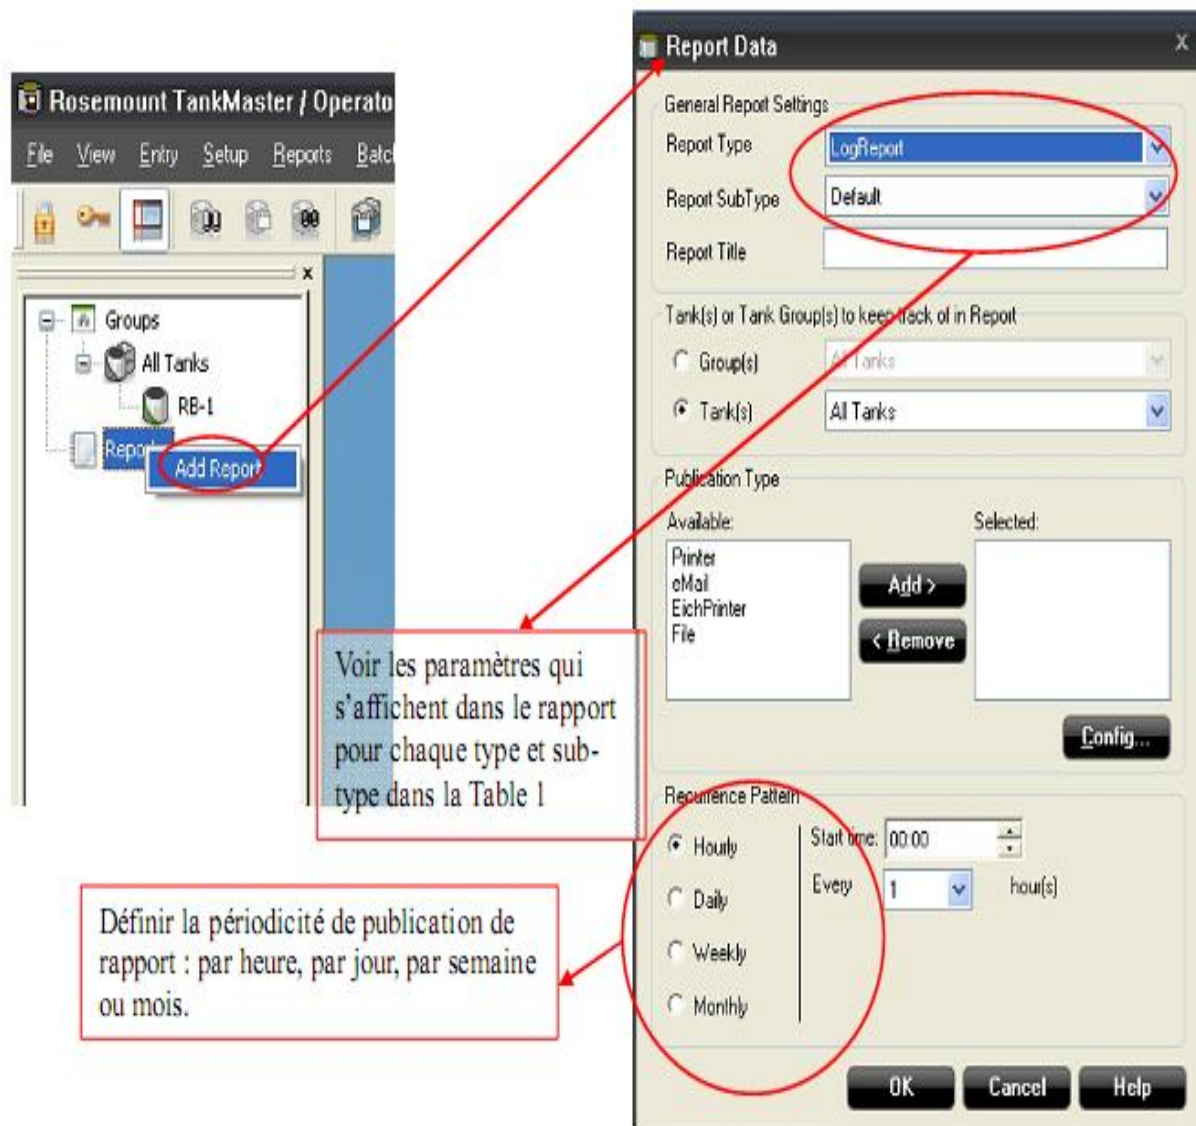 Rosemount TankMaster / Operato
File View Entry Setup Reports Batch
x
Groups
All Tanks
RB-1
Report
Add Report
Report Data x
General Report Settings
Report Type LogReport
Report SubType Default
Report Title
Tank(s) or Tank Group(s) to keep track of in Report
Group(s) All Tanks
Tank(s) All Tanks
Publication Type
Available: Selected:
Printer
eMail
EichPrinter
File
Add >
< Remove
Config...
Voir les paramètres qui
s'affichent dans le rapport
pour chaque type et sub-
type dans la Table 1
Recurrence Pattern
Hourly Start time: 00:00
Daily Every 1 hour(s)
Weekly
Monthly
Définir la périodicité de publication de
rapport : par heure, par jour, par semaine
ou mois.
OK Cancel Help